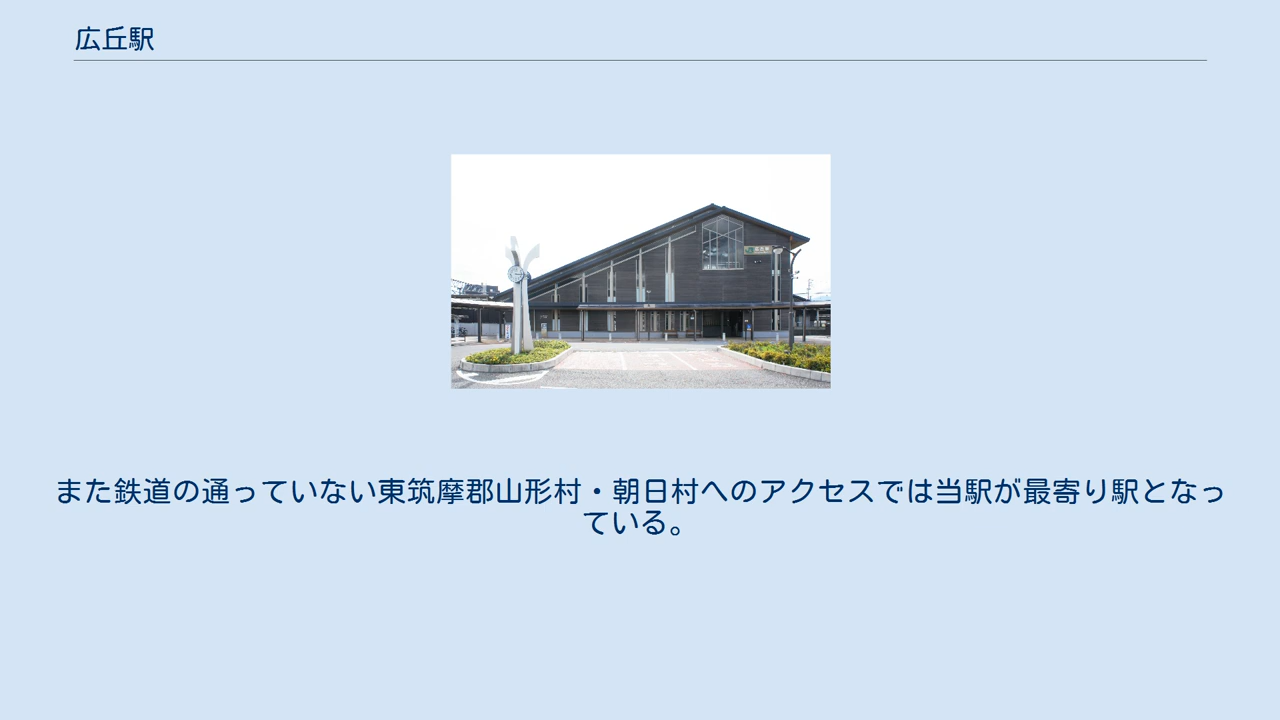 広丘駅
また鉄道の通っていない東筑摩郡山形村・朝日村へのアクセスでは当駅が最寄り駅となっ
ている。